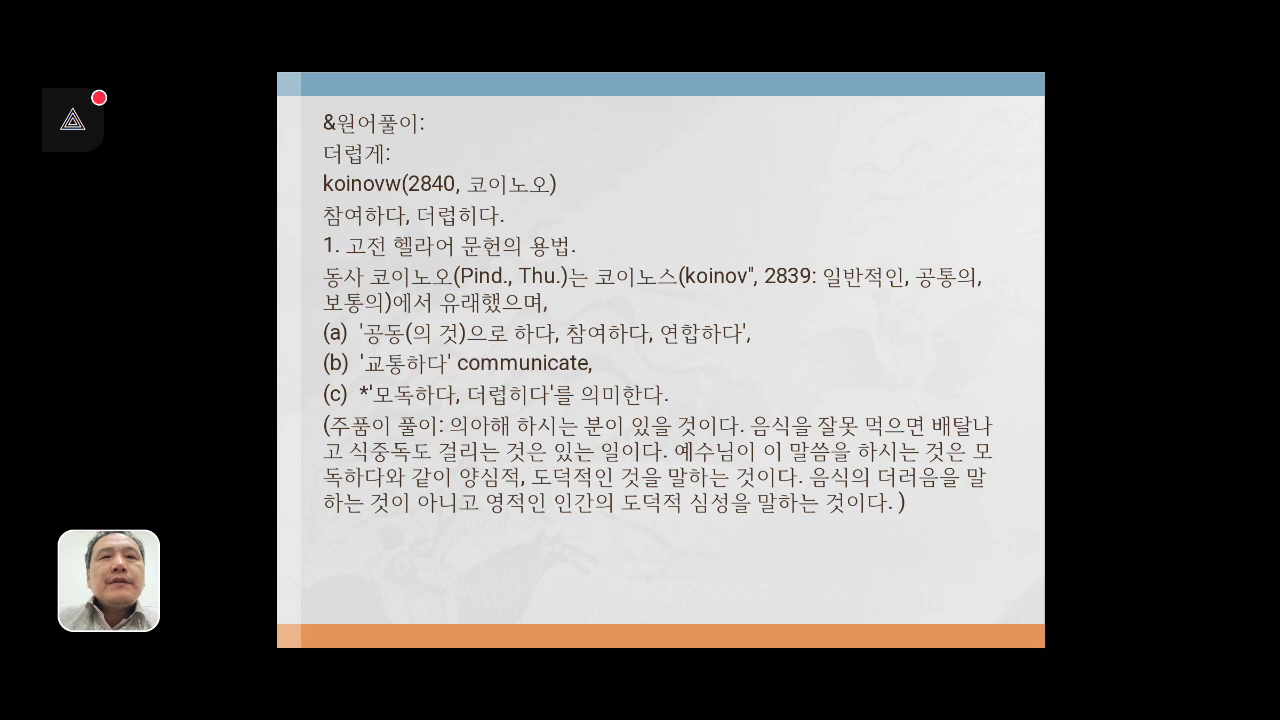 &원어풀이:
더럽게:
koinovw(2840, 코이노오)
참여하다, 더럽히다.
1. 고전 헬라어 문헌의 용법.
동사 코이노오(Pind., Thu.)는 코이노스(koinov", 2839: 일반적인, 공통의,
보통의)에서 유래했으며,
(a) '공동(의 것)으로 하다, 참여하다, 연합하다',
(b) '교통하다' communicate,
(c) *'모독하다, 더럽히다'를 의미한다.
(주품이 풀이: 의아해 하시는 분이 있을 것이다. 음식을 잘못 먹으면 배탈나
고 식중독도 걸리는 것은 있는 일이다. 예수님이 이 말씀을 하시는 것은 모
독하다와 같이 양심적, 도덕적인 것을 말하는 것이다. 음식의 더러움을 말
하는 것이 아니고 영적인 인간의 도덕적 심성을 말하는 것이다. )